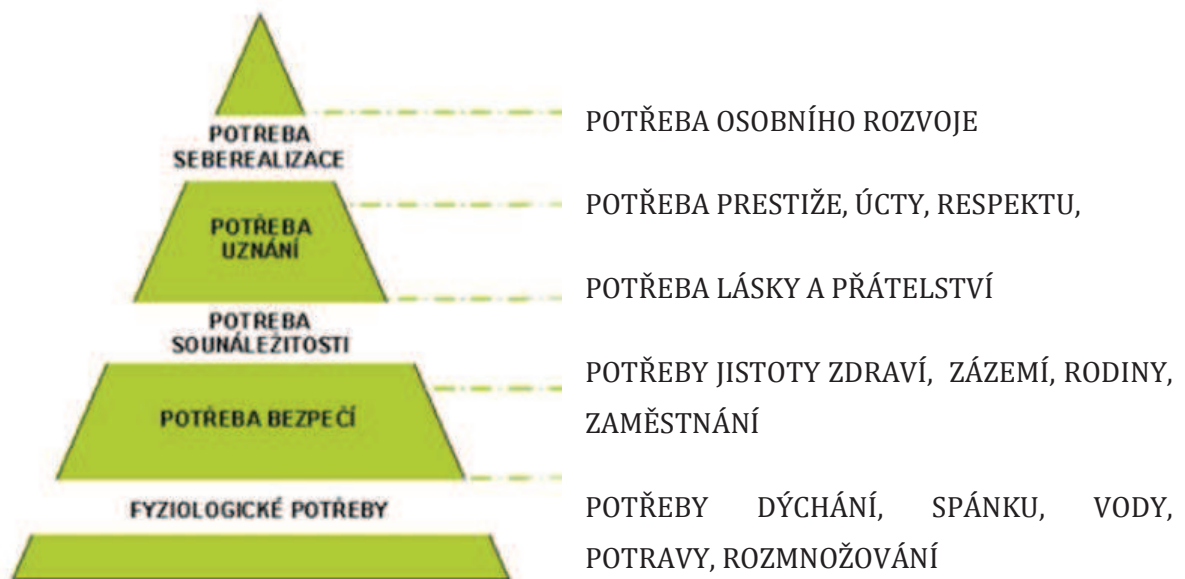 POTŘEBA
SEBEREALIZACE
POTŘEBA OSOBNÍHO ROZVOJE
POTŘEBA
UZNÁNÍ
POTŘEBA PRESTIŽE, ÚCTY, RESPEKTU,
POTŘEBA LÁSKY A PŘÁTELSTVÍ
POTŘEBA
SOUNÁLEŽITOSTI
POTŘEBA BEZPEČÍ
POTŘEBY JISTOTY ZDRAVÍ, ZÁZEMÍ, RODINY,
ZAMĚSTNÁNÍ
FYZIOLOGICKÉ POTŘEBY
POTŘEBY DÝCHÁNÍ, SPÁNKU, VODY,
POTRAVY, ROZMNOŽOVÁNÍ